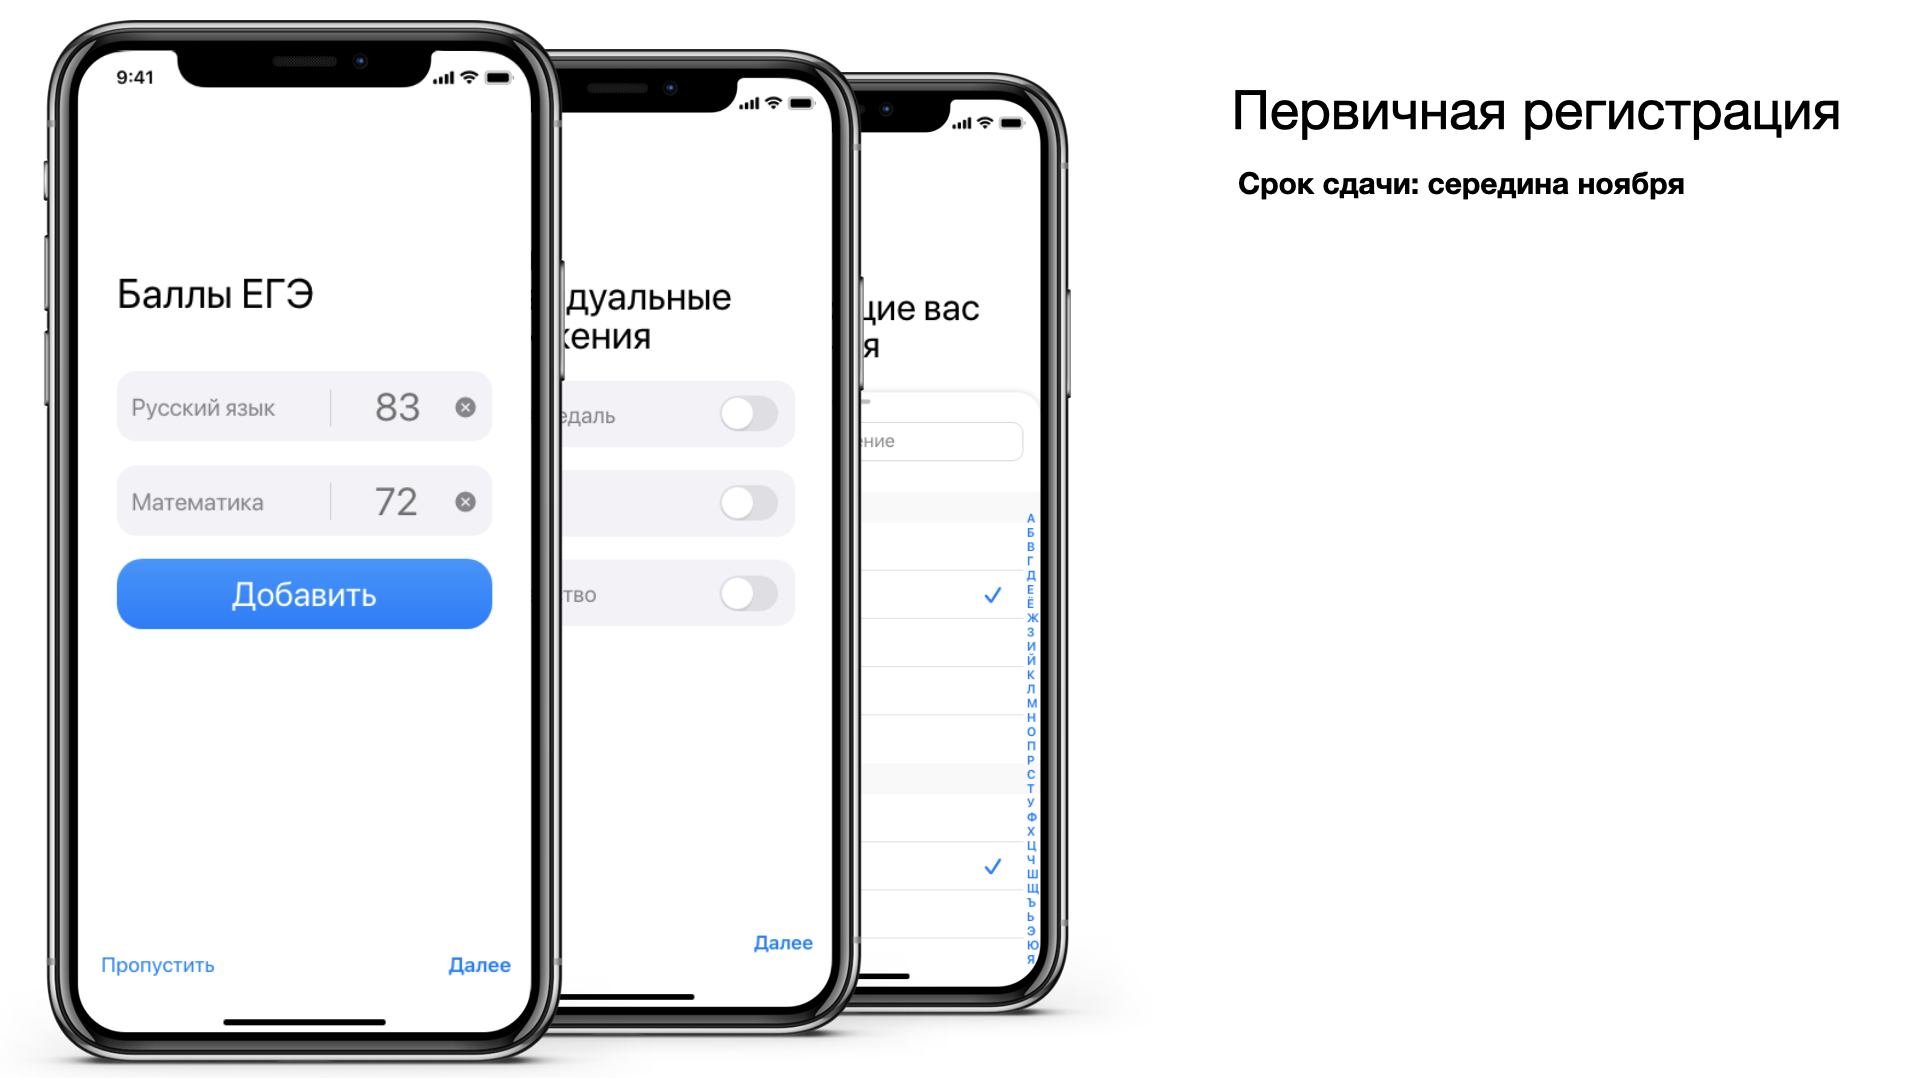 9:41
Баллы ЕГЭ
Русский язык 83
Математика 72
Добавить
Пропустить Далее
дуальные
ения
едаль
тво
Далее
щие вас
я
ение
А
Б
В
Г
Д
Е
Ё
Ж
З
И
Й
К
Л
М
Н
О
П
Р
С
Т
У
Ф
Х
Ц
Ч
Ш
Щ
Ъ
Ь
Э
Ю
Я
Первичная регистрация
Срок сдачи: середина ноября